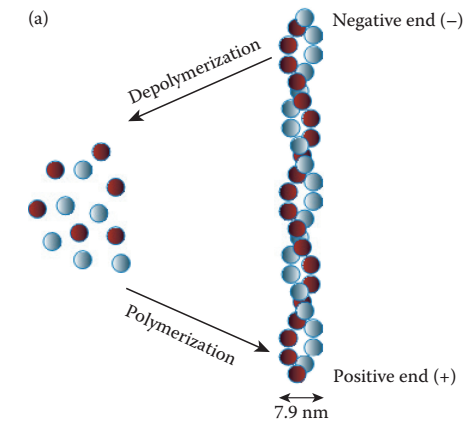 (a)
Negative end (–)
Depolymerization
Polymerization
Positive end (+)
7.9 nm